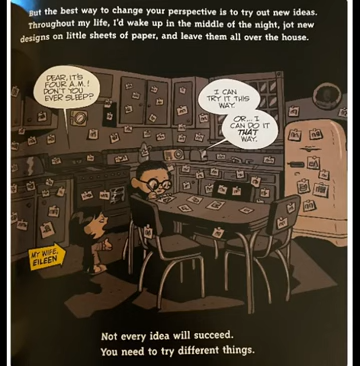 But the best way to change your perspective is to try out new ideas.
Throughout my life, I'd wake up in the middle of the night, jot new
designs on little sheets of paper, and leave them all over the house.
DEAR, IT'S
FOUR A.M.!
DON'T YOU
EVER SLEEP?
I CAN
TRY IT THIS
WAY.
OR... I
CAN DO IT
THAT
WAY.
MY WIFE,
EILEEN
Not every idea will succeed.
You need to try different things.